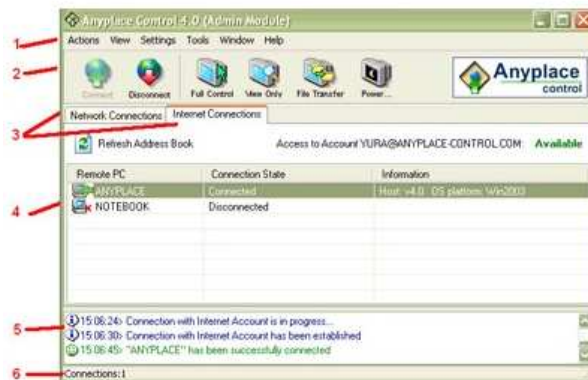 Anyplace Control 4.0 (Admin Module)
1
Actions View Settings Tools Window Help
2
Connect Disconnect Full Control View Only File Transfer Power...
Anyplace
control
3
Network Connections Internet Connections
Refresh Address Book Access to Account YURA@ANYPLACE-CONTROL.COM: Available
Remote PC Connection State Information
ANYPLACE Connected Host: v4.0 OS platform: Win2003
4
NOTEBOOK Disconnected
5
15:06:24> Connection with Internet Account is in progress...
15:06:30> Connection with Internet Account has been established
15:06:45> "ANYPLACE" has been successfully connected
6
Connections:1